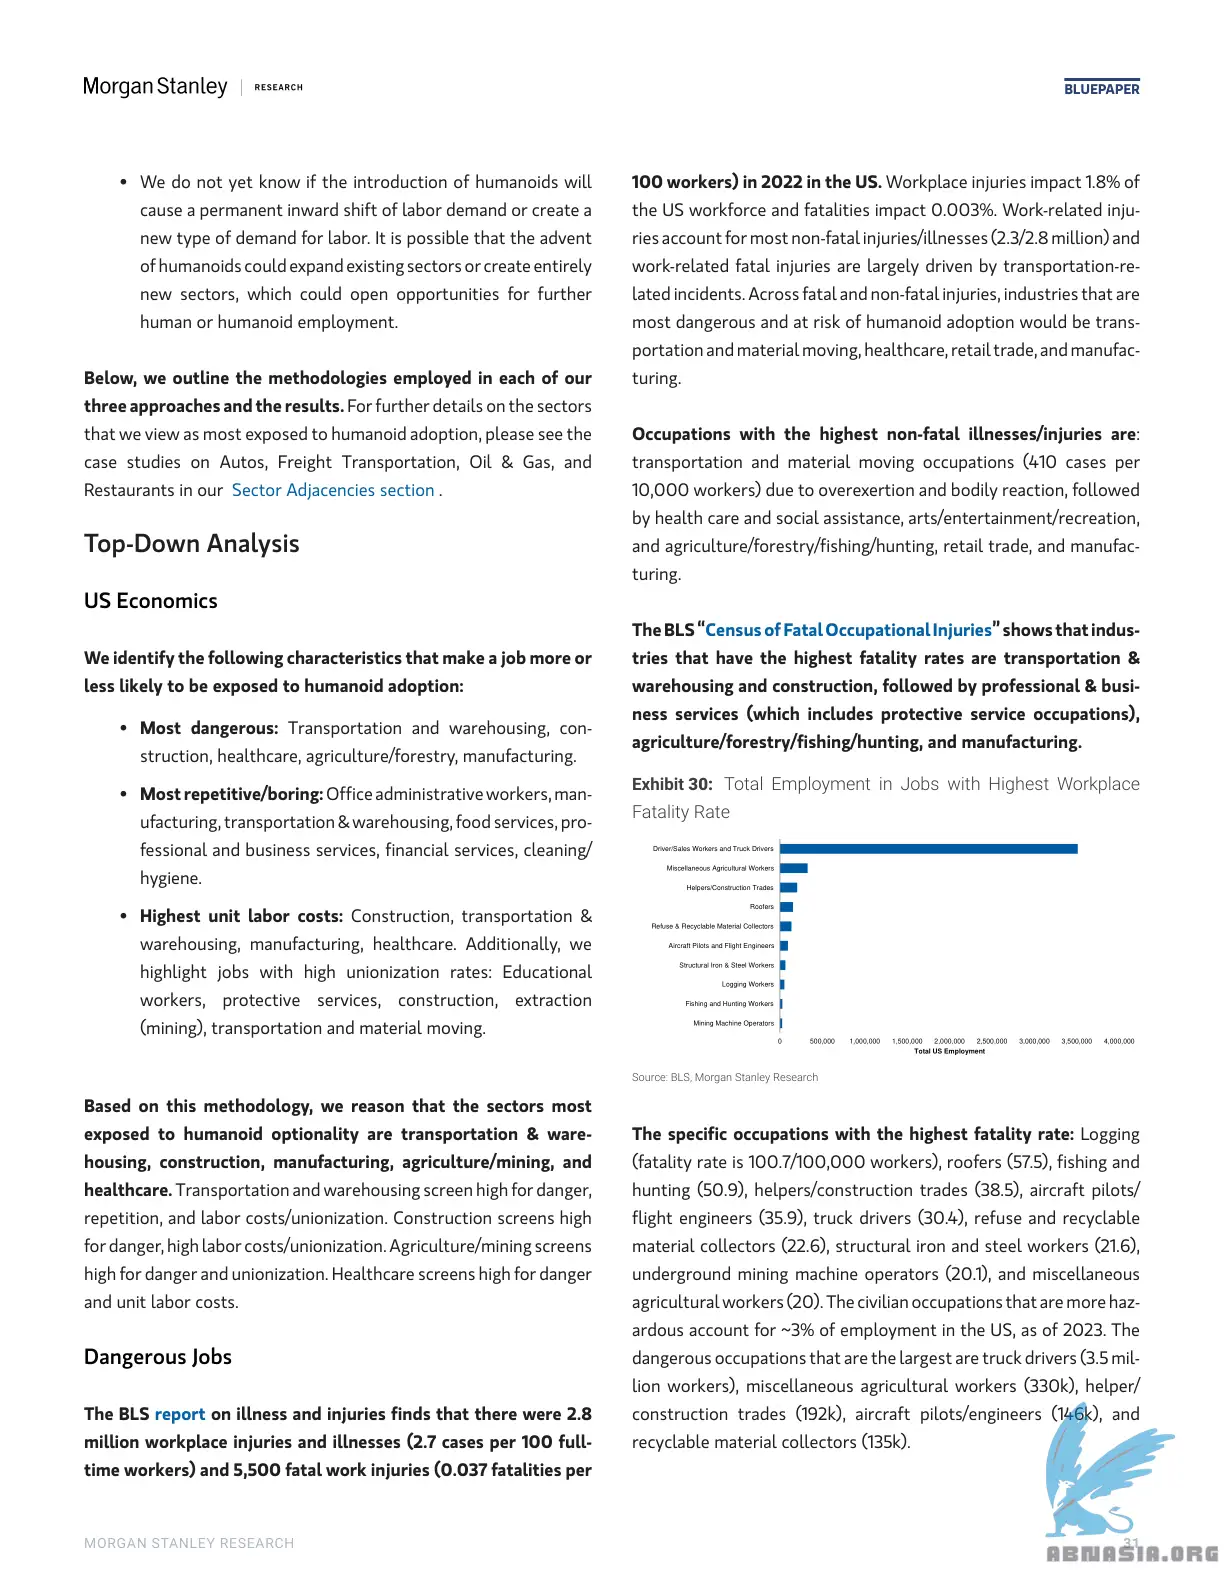 Morgan Stanley | RESEARCH
BLUEPAPER
• We do not yet know if the introduction of humanoids will
cause a permanent inward shift of labor demand or create a
new type of demand for labor. It is possible that the advent
of humanoids could expand existing sectors or create entirely
new sectors, which could open opportunities for further
human or humanoid employment.
Below, we outline the methodologies employed in each of our
three approaches and the results. For further details on the sectors
that we view as most exposed to humanoid adoption, please see the
case studies on Autos, Freight Transportation, Oil & Gas, and
Restaurants in our Sector Adjacencies section .
Top-Down Analysis
US Economics
We identify the following characteristics that make a job more or
less likely to be exposed to humanoid adoption:
• Most dangerous: Transportation and warehousing, con-
struction, healthcare, agriculture/forestry, manufacturing.
• Most repetitive/boring: Office administrative workers, man-
ufacturing, transportation & warehousing, food services, pro-
fessional and business services, financial services, cleaning/
hygiene.
• Highest unit labor costs: Construction, transportation &
warehousing, manufacturing, healthcare. Additionally, we
highlight jobs with high unionization rates: Educational
workers, protective services, construction, extraction
(mining), transportation and material moving.
Based on this methodology, we reason that the sectors most
exposed to humanoid optionality are transportation & ware-
housing, construction, manufacturing, agriculture/mining, and
healthcare. Transportation and warehousing screen high for danger,
repetition, and labor costs/unionization. Construction screens high
for danger, high labor costs/unionization. Agriculture/mining screens
high for danger and unionization. Healthcare screens high for danger
and unit labor costs.
Dangerous Jobs
The BLS report on illness and injuries finds that there were 2.8
million workplace injuries and illnesses (2.7 cases per 100 full-
time workers) and 5,500 fatal work injuries (0.037 fatalities per
100 workers) in 2022 in the US. Workplace injuries impact 1.8% of
the US workforce and fatalities impact 0.003%. Work-related inju-
ries account for most non-fatal injuries/illnesses (2.3/2.8 million) and
work-related fatal injuries are largely driven by transportation-re-
lated incidents. Across fatal and non-fatal injuries, industries that are
most dangerous and at risk of humanoid adoption would be trans-
portation and material moving, healthcare, retail trade, and manufac-
turing.
Occupations with the highest non-fatal illnesses/injuries are:
transportation and material moving occupations (410 cases per
10,000 workers) due to overexertion and bodily reaction, followed
by health care and social assistance, arts/entertainment/recreation,
and agriculture/forestry/fishing/hunting, retail trade, and manufac-
turing.
The BLS “Census of Fatal Occupational Injuries” shows that indus-
tries that have the highest fatality rates are transportation &
warehousing and construction, followed by professional & busi-
ness services (which includes protective service occupations),
agriculture/forestry/fishing/hunting, and manufacturing.
Exhibit 30: Total Employment in Jobs with Highest Workplace
Fatality Rate
Driver/Sales Workers and Truck Drivers
Miscellaneous Agricultural Workers
Helpers/Construction Trades
Roofers
Refuse & Recyclable Material Collectors
Aircraft Pilots and Flight Engineers
Structural Iron & Steel Workers
Logging Workers
Fishing and Hunting Workers
Mining Machine Operators
0 500,000 1,000,000 1,500,000 2,000,000 2,500,000 3,000,000 3,500,000 4,000,000
Total US Employment
Source: BLS, Morgan Stanley Research
The specific occupations with the highest fatality rate: Logging
(fatality rate is 100.7/100,000 workers), roofers (57.5), fishing and
hunting (50.9), helpers/construction trades (38.5), aircraft pilots/
flight engineers (35.9), truck drivers (30.4), refuse and recyclable
material collectors (22.6), structural iron and steel workers (21.6),
underground mining machine operators (20.1), and miscellaneous
agricultural workers (20). The civilian occupations that are more haz-
ardous account for ~3% of employment in the US, as of 2023. The
dangerous occupations that are the largest are truck drivers (3.5 mil-
lion workers), miscellaneous agricultural workers (330k), helper/
construction trades (192k), aircraft pilots/engineers (146k), and
recyclable material collectors (135k).
MORGAN STANLEY RESEARCH
31
ABNASIA.ORG